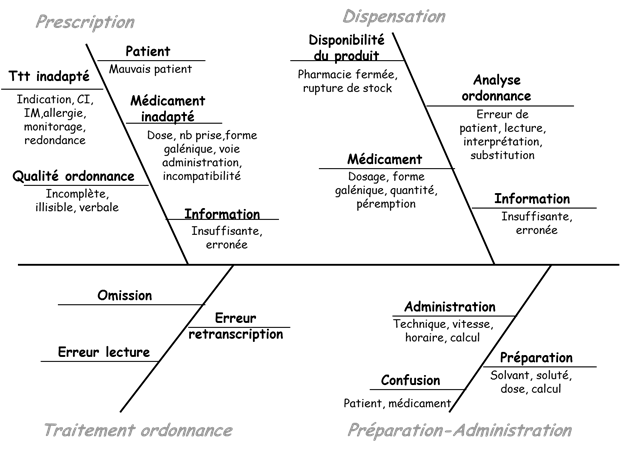 Prescription
Patient
Mauvais patient
Ttt inadapté
Indication, CI,
IM,allergie,
monitorage,
redondance
Médicament
inadapté
Dose, nb prise,forme
galénique, voie
administration,
incompatibilité
Qualité ordonnance
Incomplète,
illisible, verbale
Information
Insuffisante,
erronée
Dispensation
Disponibilité
du produit
Pharmacie fermée,
rupture de stock
Analyse
ordonnance
Erreur de
patient, lecture,
interprétation,
substitution
Médicament
Dosage, forme
galénique, quantité,
péremption
Information
Insuffisante,
erronée
Omission
Erreur
retranscription
Erreur lecture
Traitement ordonnance
Administration
Technique, vitesse,
horaire, calcul
Préparation
Solvant, soluté,
dose, calcul
Confusion
Patient, médicament
Préparation-Administration